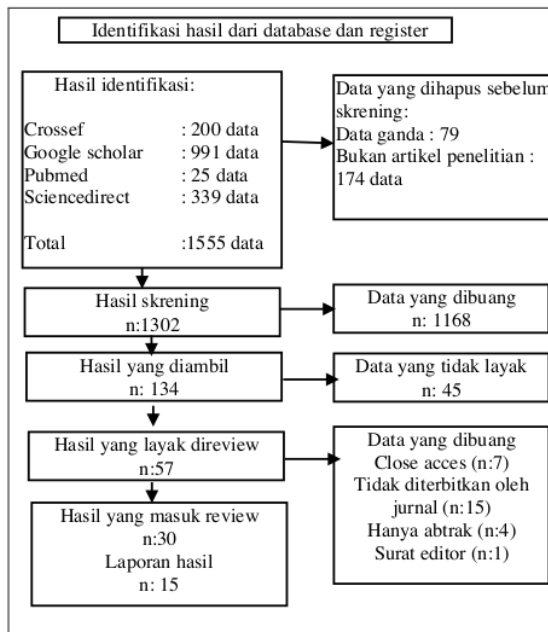 Identifikasi hasil dari database dan register
Hasil identifikasi:
Crossef : 200 data
Google scholar : 991 data
Pubmed : 25 data
Sciencedirect : 339 data
Total :1555 data
Data yang dihapus sebelum
skrening:
Data ganda : 79
Bukan artikel penelitian :
174 data
Hasil skrening
n:1302
Data yang dibuang
n: 1168
Hasil yang diambil
n: 134
Data yang tidak layak
n: 45
Hasil yang layak direview
n:57
Data yang dibuang
Close acces (n:7)
Tidak diterbitkan oleh
jurnal (n:15)
Hanya abtrak (n:4)
Surat editor (n:1)
Hasil yang masuk review
n:30
Laporan hasil
n: 15